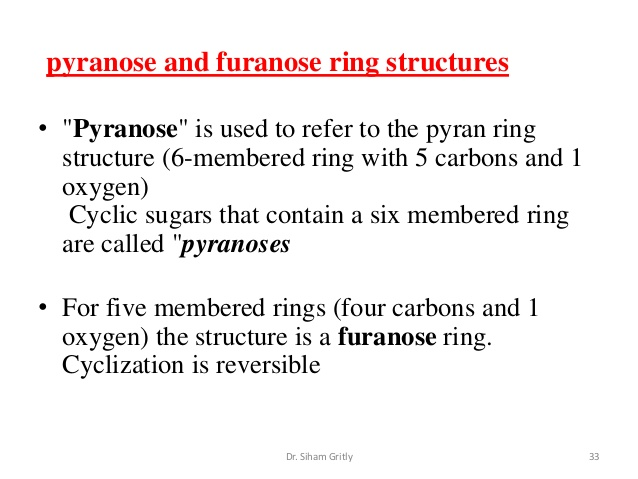 pyranose and furanose ring structures
• "Pyranose" is used to refer to the pyran ring
structure (6-membered ring with 5 carbons and 1
oxygen)
Cyclic sugars that contain a six membered ring
are called "pyranoses
• For five membered rings (four carbons and 1
oxygen) the structure is a furanose ring.
Cyclization is reversible
Dr. Siham Gritly 33